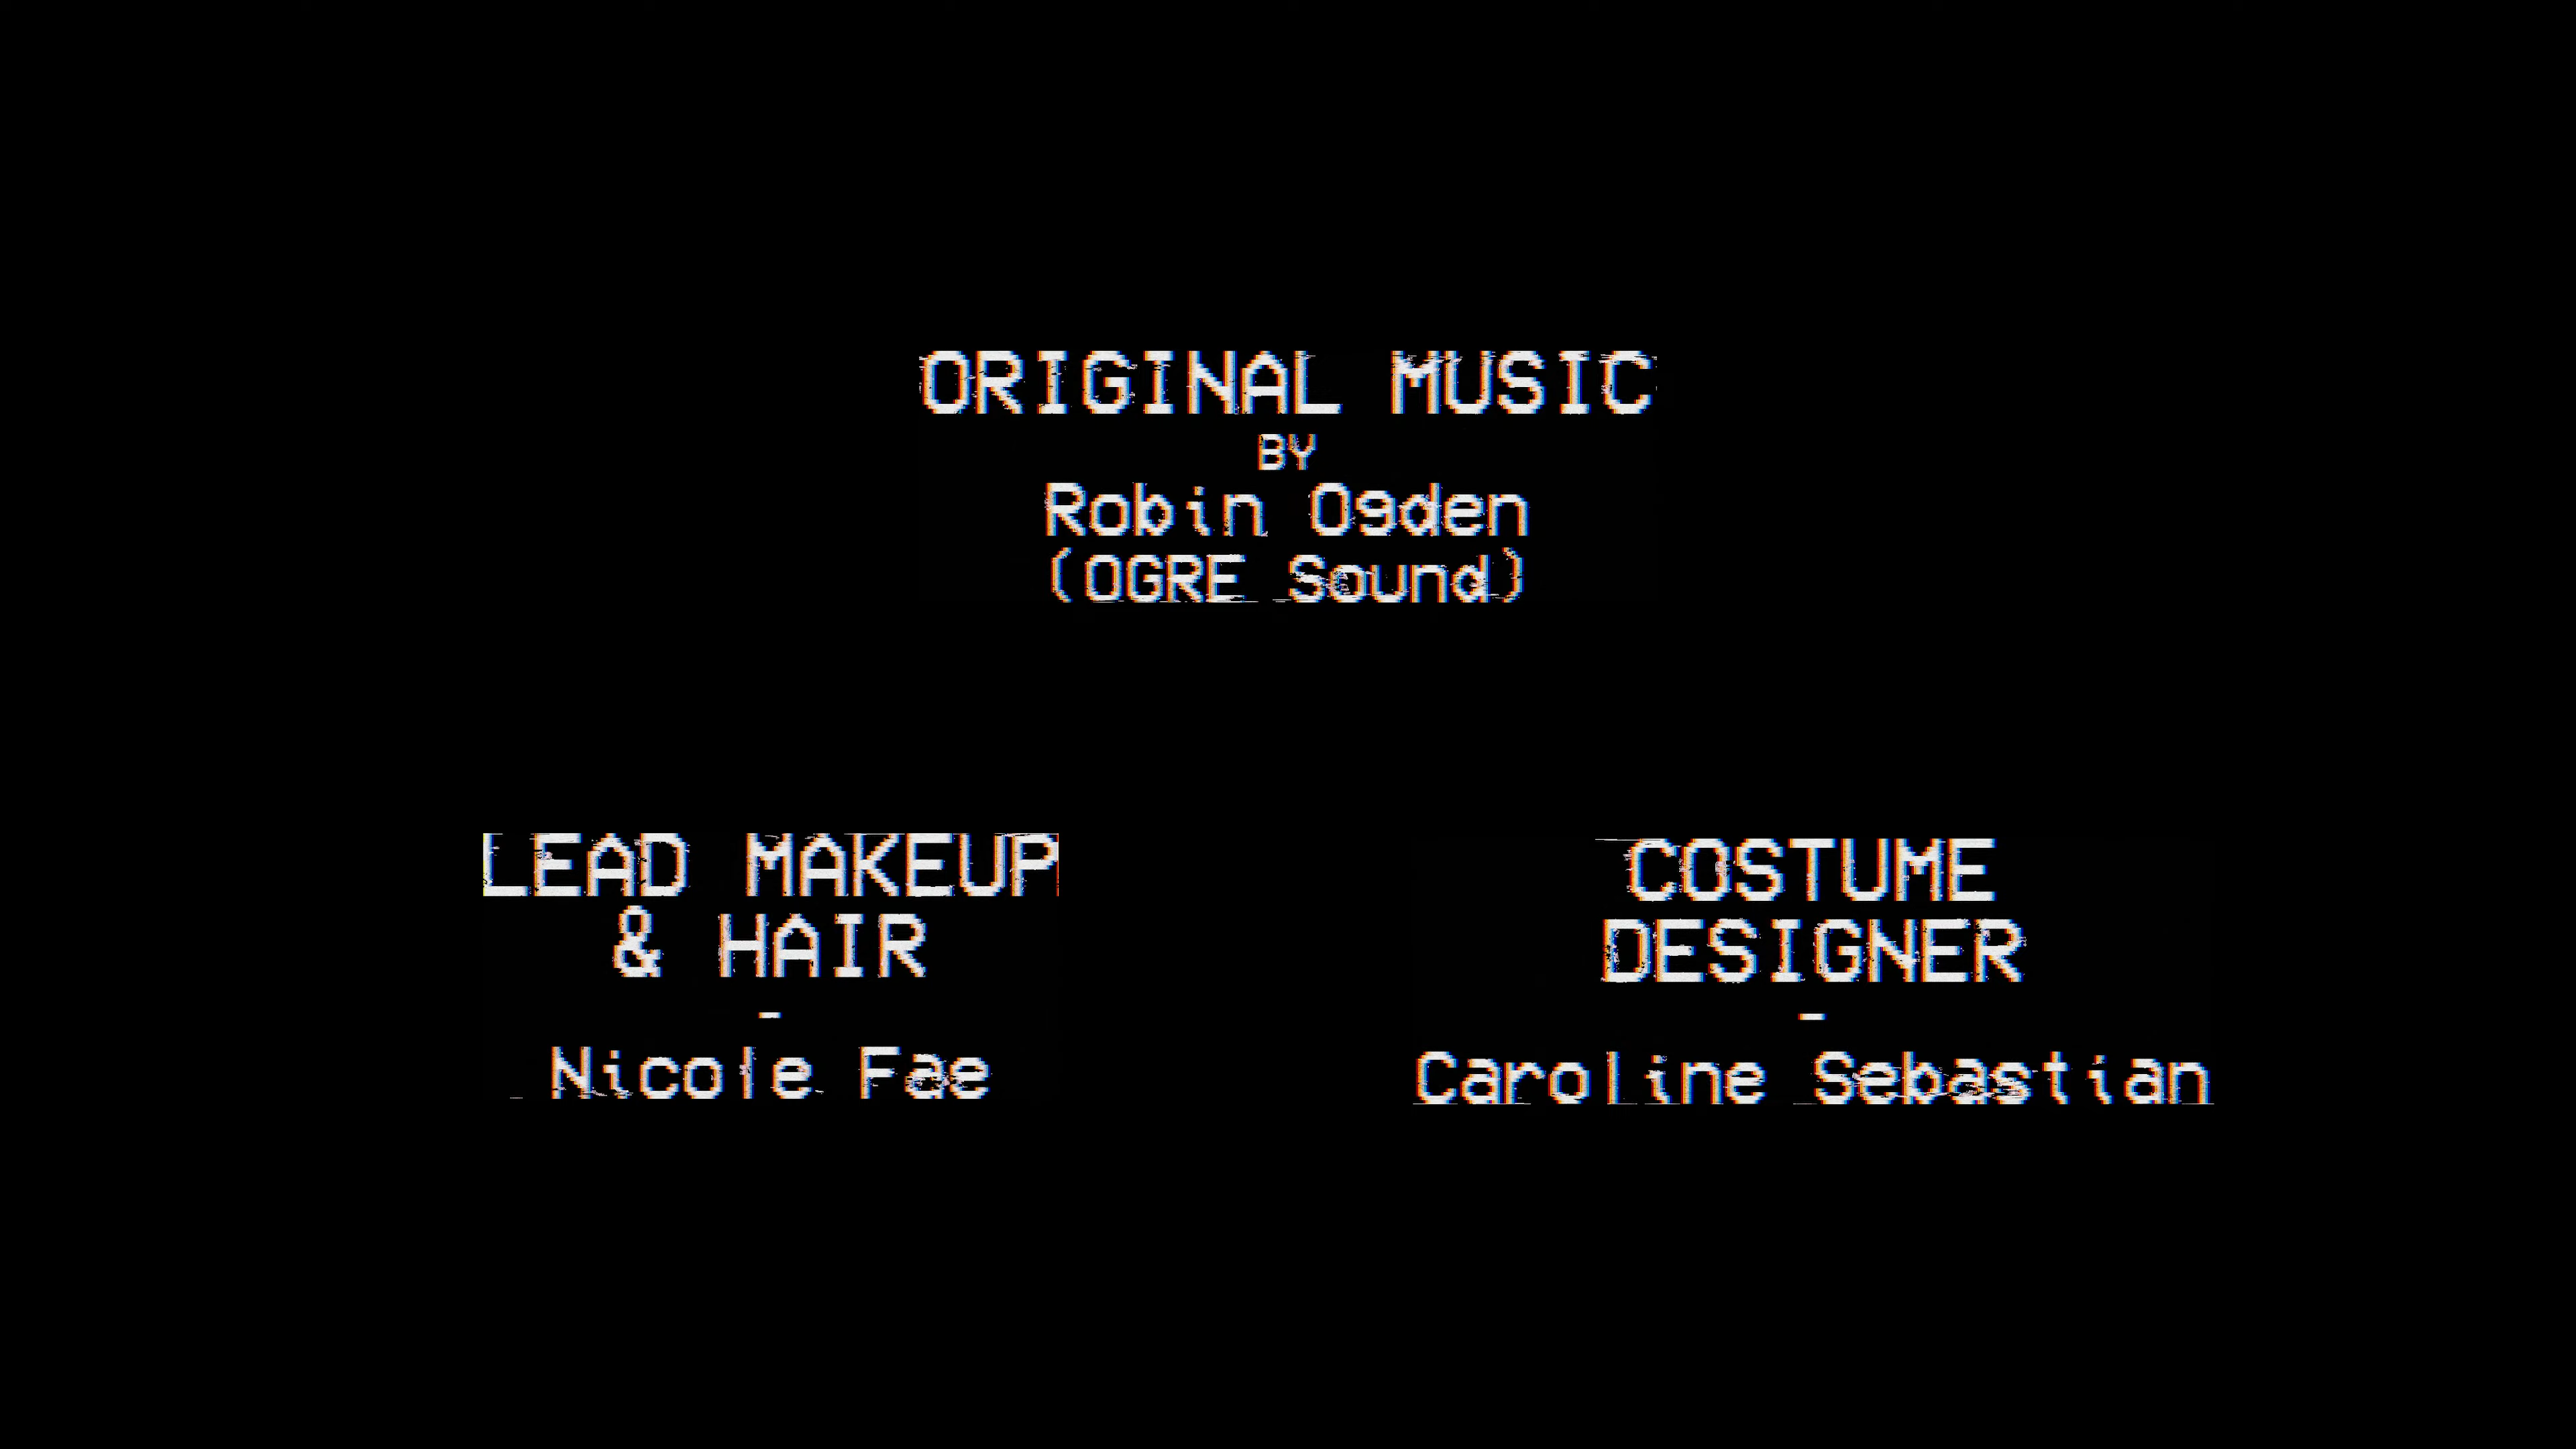 ORIGINAL MUSIC
BY
Robin Ogden
(OGRE Sound)
LEAD MAKEUP
& HAIR
-
Nicole Fae
COSTUME
DESIGNER
-
Caroline Sebastian